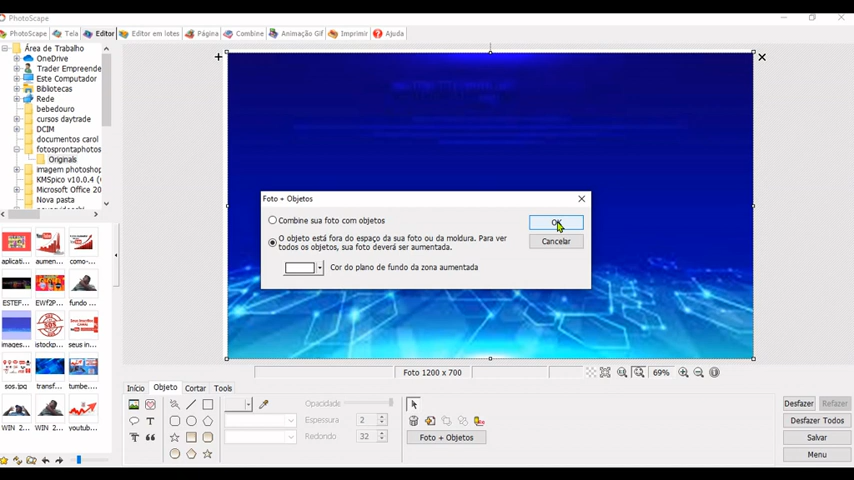 PhotoScape
PhotoScape
Tela
Editor
Editor em lotes
Página
Combine
Animação Gif
Imprimir
Ajuda
Área de Trabalho
OneDrive
Trader Empreende
Este Computador
Bibliotecas
Rede
bebedouro
cursos daytrade
DCIM
documentos carol
fotosprontaphotos
Originais
imagem photoshop
KMSpico v10.0.4 (
Microsoft Office 20
Nova pasta
aplicati...
aumen...
como-...
ESTEF...
EWf2P...
fundo ...
images...
istockp...
seus in...
sos.jpg
transf...
tumbe...
WIN 2...
WIN 2...
youtub...
Foto + Objetos
Combine sua foto com objetos
O objeto está fora do espaço da sua foto ou da moldura. Para ver
todos os objetos, sua foto deverá ser aumentada.
Cor do plano de fundo da zona aumentada
OK
Cancelar
Foto 1200 x 700
69%
Início
Objeto
Cortar
Tools
Opacidade
Espessura
2
Redondo
32
Foto + Objetos
Desfazer
Refazer
Desfazer Todos
Salvar
Menu